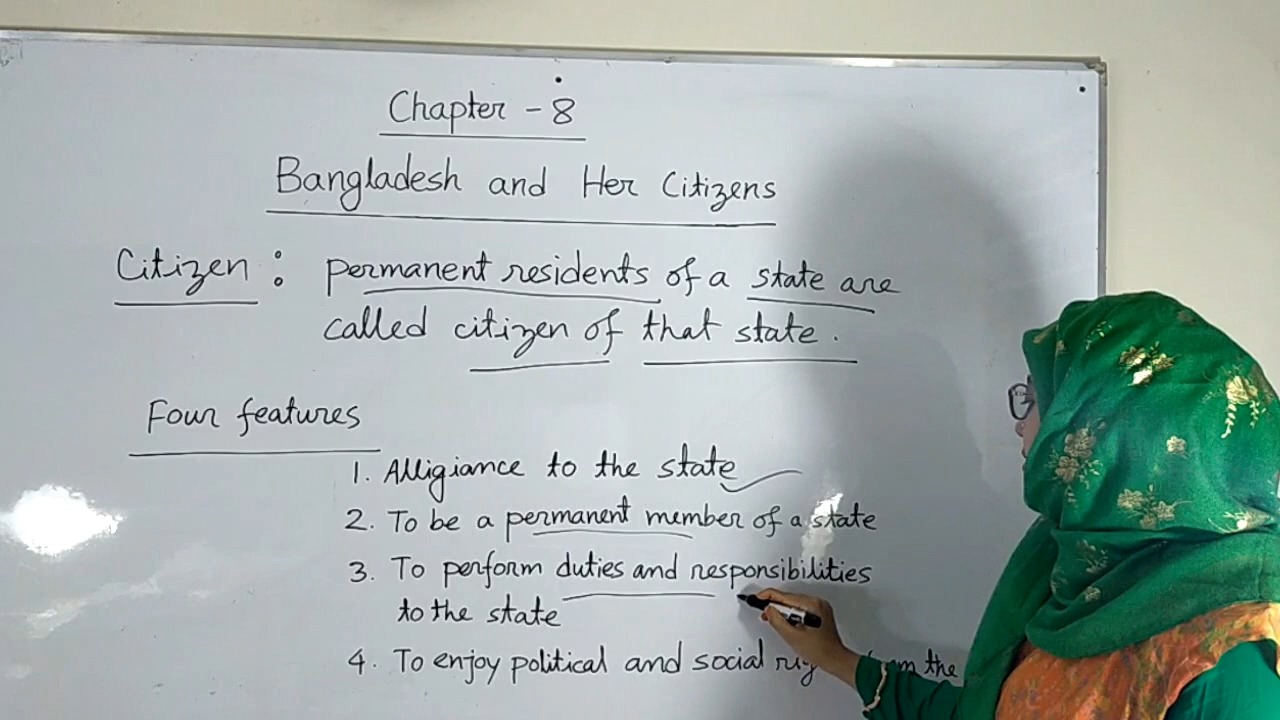 Chapter - 8
Bangladesh and Her Citizens
Citizen : permanent residents of a state are
called citizen of that state.
Four features
1. Alligiance to the state
2. To be a permanent member of a state
3. To perform duties and responsibilities
to the state
4. To enjoy political and social the